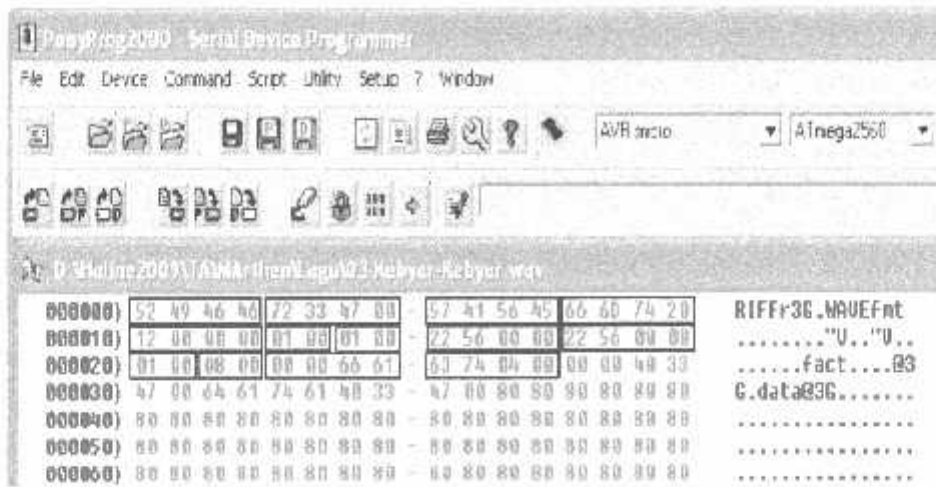 PonyProg2000 - Serial Device Programmer
File Edit Device Command Script Utility Setup ? Window
AVR micro ATmega2560
Kebyar-Kebyar.wav
000000) 52 49 46 46 72 33 47 00 - 57 41 56 45 66 6D 74 20 RIFFr3G.WAVEfmt
000010) 12 00 00 00 01 00 01 00 - 22 56 00 00 22 56 00 00 ........"V.."V..
000020) 01 00 08 00 00 00 66 61 - 63 74 04 00 00 00 40 33 ......fact....@3
000030) 47 00 64 61 74 61 40 33 - 47 00 80 80 80 80 80 80 G.data@3G.......
000040) 80 80 80 80 80 80 80 80 - 80 80 80 80 80 80 80 80 ................
000050) 80 80 80 80 80 80 80 80 - 80 80 80 80 80 80 80 80 ................
000060) 80 80 80 80 80 80 80 80 - 80 80 80 80 80 80 80 80 ................